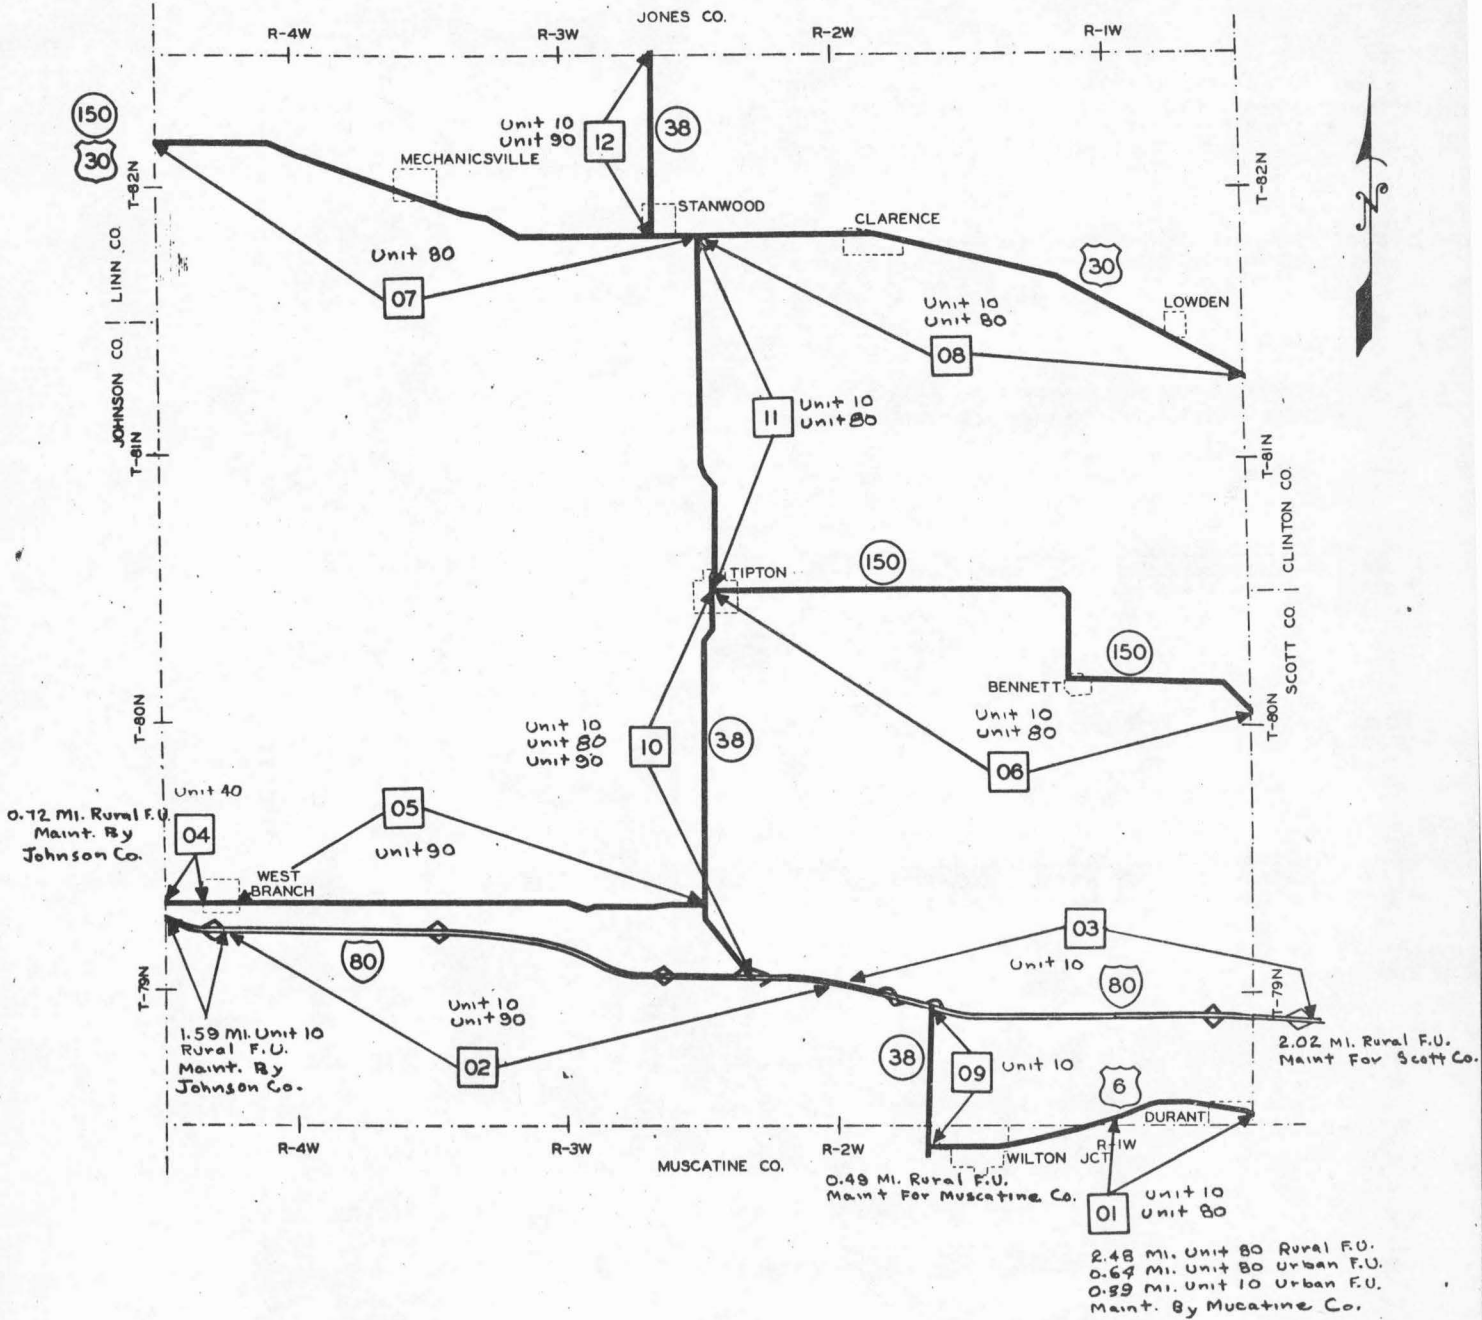 JONES CO.
R-4W
R-3W
R-2W
R-1W
150
30
T-82N
LINN CO.
JOHNSON CO.
T-81N
T-80N
T-79N
MECHANICSVILLE
Unit 10
Unit 90
12
38
STANWOOD
CLARENCE
30
LOWDEN
T-82N
Unit 80
07
Unit 10
Unit 80
08
11
Unit 10
Unit 80
T-81N
CLINTON CO.
SCOTT CO.
TIPTON
150
150
BENNETT
Unit 10
Unit 80
06
T-80N
Unit 10
Unit 80
Unit 90
10
38
Unit 40
0.72 MI. Rural F.U.
Maint. By
Johnson Co.
04
05
Unit 90
WEST
BRANCH
80
03
Unit 10
80
T-79N
1.59 MI. Unit 10
Rural F.U.
Maint. By
Johnson Co.
Unit 10
Unit 90
02
2.02 MI. Rural F.U.
Maint For Scott Co.
38
09
Unit 10
6
DURANT
R-4W
R-3W
R-2W
R-1W
MUSCATINE CO.
WILTON JCT
0.49 MI. Rural F.U.
Maint For Muscatine Co.
01
Unit 10
Unit 80
2.48 MI. Unit 80 Rural F.U.
0.64 MI. Unit 80 Urban F.U.
MI. Unit 10 Urban F.U.
Maint. By Mucatine Co.